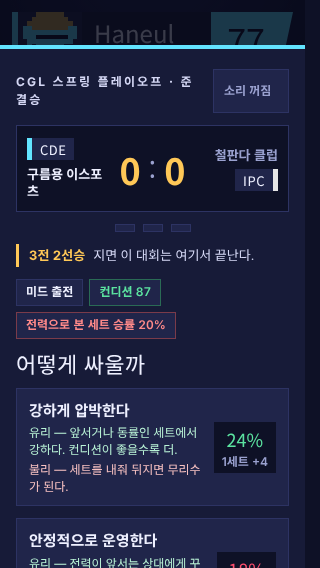 Haneul
77
CGL 스프링 플레이오프 · 준
결승
소리 꺼짐
CDE
구름용 이스포
츠
0 : 0
철판다 클럽
IPC
3전 2선승 지면 이 대회는 여기서 끝난다.
미드 출전
컨디션 87
전력으로 본 세트 승률 20%
어떻게 싸울까
강하게 압박한다
유리 — 앞서거나 동률인 세트에서
강하다. 컨디션이 좋을수록 더.
불리 — 세트를 내줘 뒤지면 무리수
가 된다.
24%
1세트 +4
안정적으로 운영한다
유리 — 전력이 앞서는 상대에게 꾸